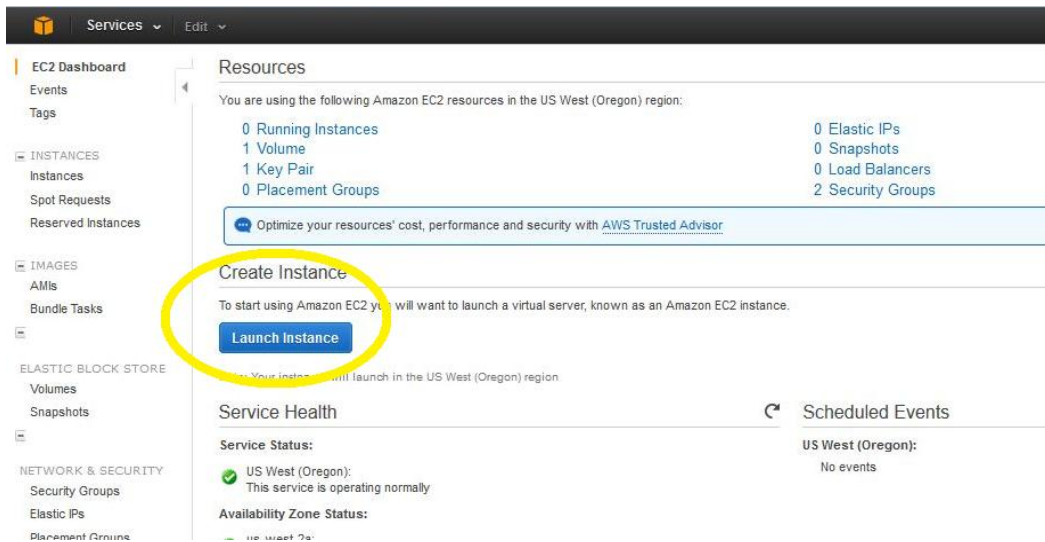 Services Edit
EC2 Dashboard
Events
Tags
INSTANCES
Instances
Spot Requests
Reserved Instances
IMAGES
AMIs
Bundle Tasks
ELASTIC BLOCK STORE
Volumes
Snapshots
NETWORK & SECURITY
Security Groups
Elastic IPs
Placement Groups
Resources
You are using the following Amazon EC2 resources in the US West (Oregon) region:
0 Running Instances
1 Volume
1 Key Pair
0 Placement Groups
0 Elastic IPs
0 Snapshots
0 Load Balancers
2 Security Groups
Optimize your resources' cost, performance and security with AWS Trusted Advisor
Create Instance
To start using Amazon EC2 you will want to launch a virtual server, known as an Amazon EC2 instance.
Launch Instance
Your launch in the US West (Oregon) region
Service Health
Service Status:
US West (Oregon):
This service is operating normally
Availability Zone Status:
us-west-2a:
Scheduled Events
US West (Oregon):
No events